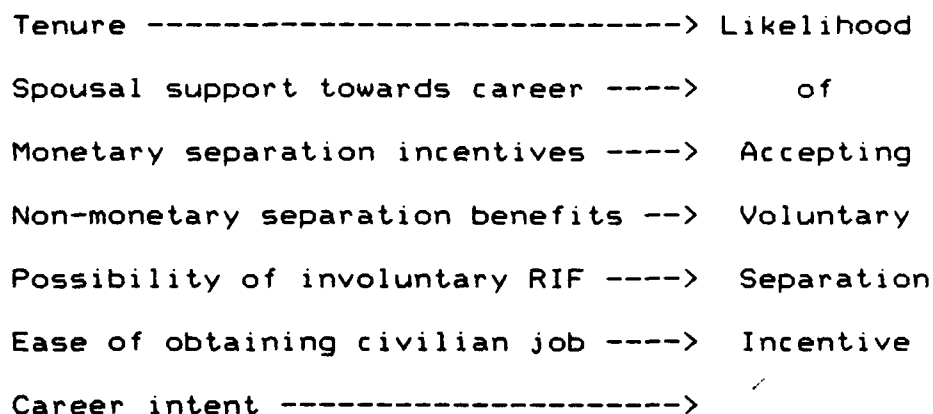 Tenure ------------------------------> Likelihood
Spousal support towards career ----> of
Monetary separation incentives ----> Accepting
Non-monetary separation benefits --> Voluntary
Possibility of involuntary RIF ----> Separation
Ease of obtaining civilian job ----> Incentive
Career intent ---------------------->